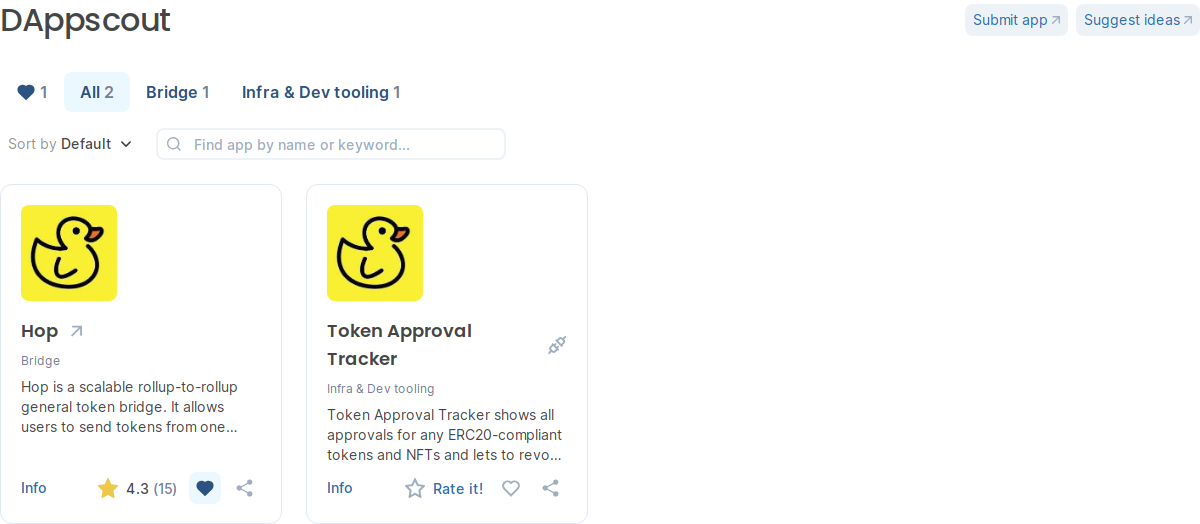 DAppscout
Submit app
Suggest ideas
1
All 2
Bridge 1
Infra & Dev tooling 1
Sort by Default
Find app by name or keyword...
Hop
Bridge
Hop is a scalable rollup-to-rollup
general token bridge. It allows
users to send tokens from one...
Info
4.3 (15)
Token Approval
Tracker
Infra & Dev tooling
Token Approval Tracker shows all
approvals for any ERC20-compliant
tokens and NFTs and lets to revo...
Info
Rate it!